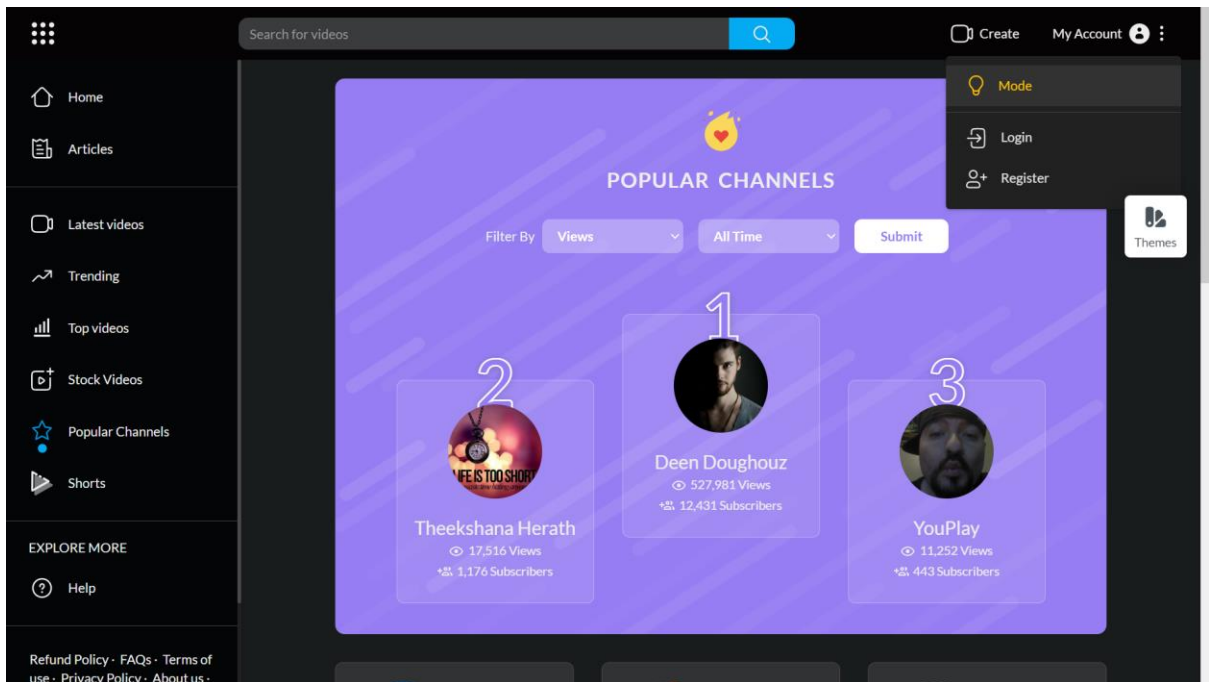 Search for videos
Create
My Account
Mode
Login
Register
Themes
Home
Articles
Latest videos
Trending
Top videos
Stock Videos
Popular Channels
Shorts
EXPLORE MORE
Help
Refund Policy · FAQs · Terms of
use · Privacy Policy · About us ·
POPULAR CHANNELS
Filter By Views All Time Submit
1
Deen Doughouz
527,981 Views
12,431 Subscribers
2
LIFE IS TOO SHORT
Theekshana Herath
17,516 Views
1,176 Subscribers
3
YouPlay
11,252 Views
443 Subscribers